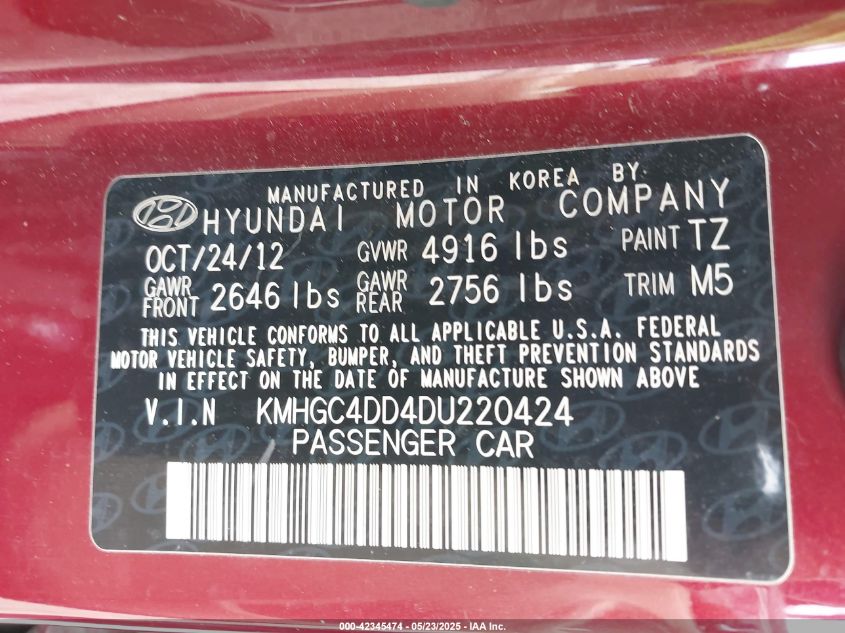 MANUFACTURED IN KOREA BY
HYUNDAI MOTOR COMPANY
OCT/24/12 GVWR 4916 lbs PAINT TZ
GAWR FRONT 2646 lbs GAWR REAR 2756 lbs TRIM M5
THIS VEHICLE CONFORMS TO ALL APPLICABLE U.S.A. FEDERAL
MOTOR VEHICLE SAFETY, BUMPER, AND THEFT PREVENTION STANDARDS
IN EFFECT ON THE DATE OF MANUFACTURE SHOWN ABOVE.
V.I.N KMHGC4DD4DU220424
PASSENGER CAR
000-42345474 - 05/23/2025 - IAA Inc.